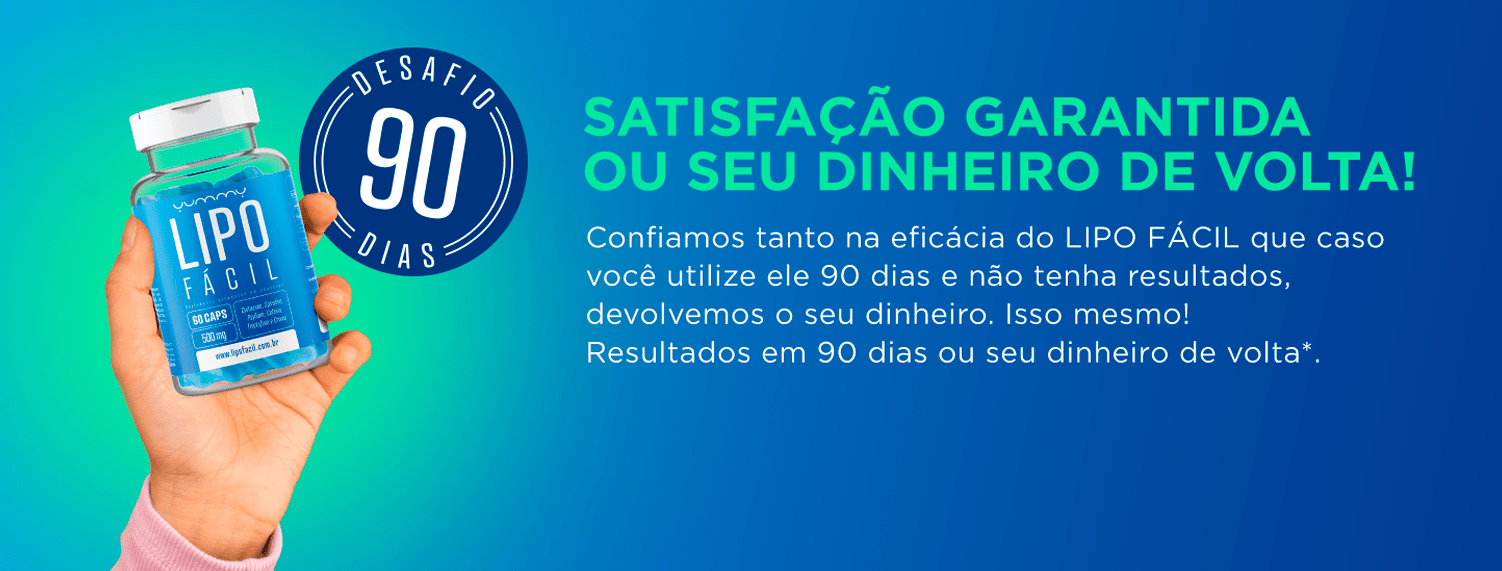 DESAFIO
90
DIAS
yummy
LIPO
FÁCIL
60 CAPS
500 mg
www.lipofacil.com.br
SATISFAÇÃO GARANTIDA
OU SEU DINHEIRO DE VOLTA!
Confiamos tanto na eficácia do LIPO FÁCIL que caso
você utilize ele 90 dias e não tenha resultados,
devolvemos o seu dinheiro. Isso mesmo!
Resultados em 90 dias ou seu dinheiro de volta*.